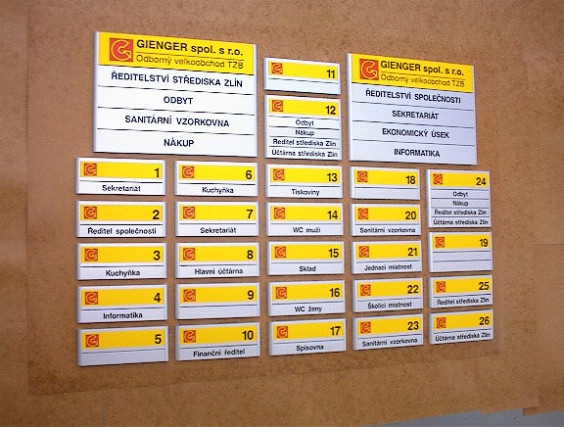 GIENGER spol. s r.o.
Odborný velkoobchod TZB
ŘEDITELSTVÍ STŘEDISKA ZLÍN
ODBYT
SANITÁRNÍ VZORKOVNA
NÁKUP
11
12
Odbyt
Nákup
Ředitel střediska Zlín
Účtárna střediska Zlín
GIENGER spol. s r.o.
Odborný velkoobchod TZB
ŘEDITELSTVÍ SPOLEČNOSTI
SEKRETARIÁT
EKONOMICKÝ ÚSEK
INFORMATIKA
1
Sekretariát
2
Ředitel společnosti
3
Kuchyňka
4
Informatika
5
6
Kuchyňka
7
Sekretariát
8
Hlavní účtárna
9
10
Finanční ředitel
13
Tiskoviny
14
WC muži
15
Sklad
16
WC ženy
17
Spisovna
18
20
Sanitární vzorkovna
21
Jednací místnost
22
Školící místnost
23
Sanitární vzorkovna
24
Odbyt
Nákup
Ředitel střediska Zlín
Účtárna střediska Zlín
19
25
Ředitel střediska Zlín
26
Účtárna střediska Zlín